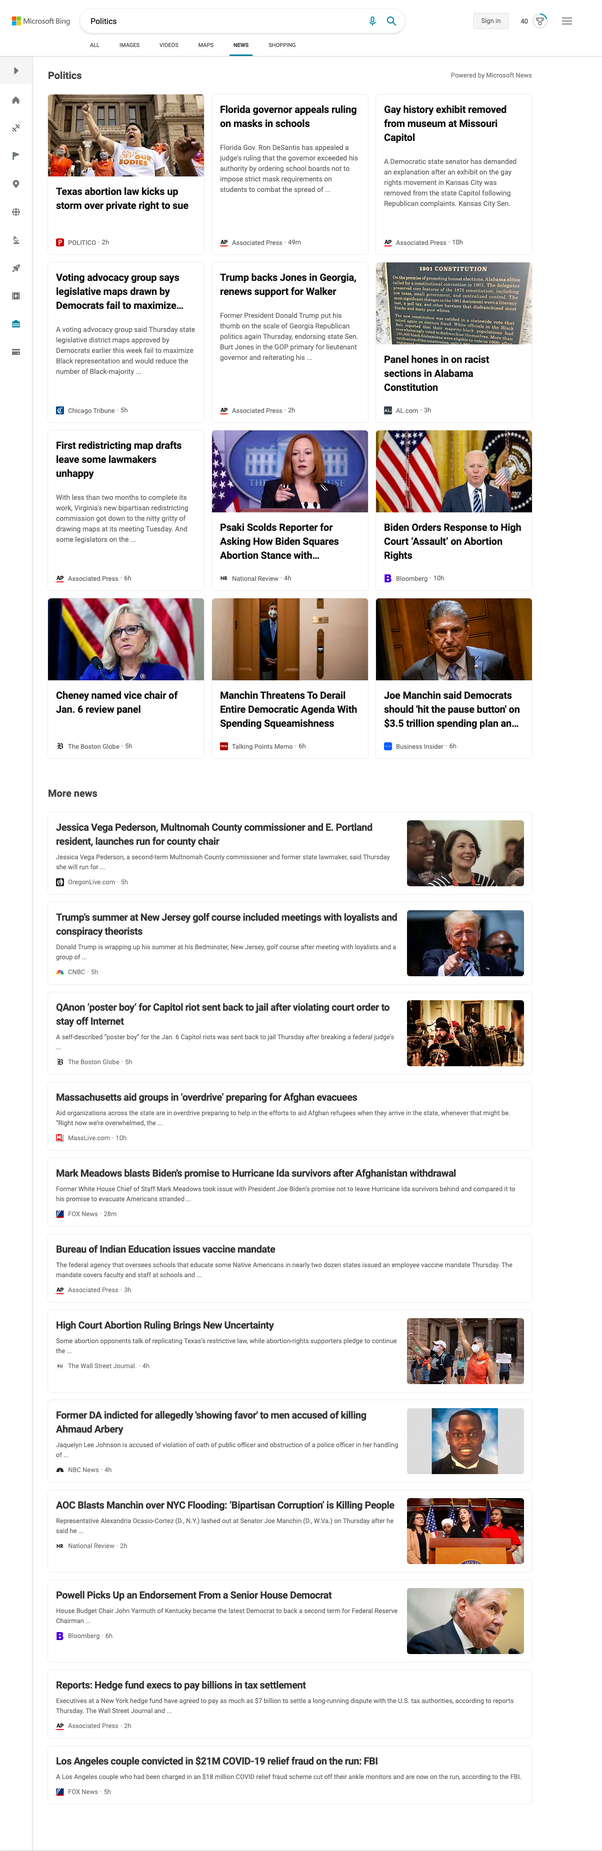 Microsoft Bing
Politics
Sign in
40
ALL
IMAGES
VIDEOS
MAPS
NEWS
SHOPPING
Politics
Powered by Microsoft News
OUR
BODIES
Texas abortion law kicks up
storm over private right to sue
POLITICO · 2h
Florida governor appeals ruling
on masks in schools
Florida Gov. Ron DeSantis has appealed a
judge's ruling that the governor exceeded his
authority by ordering school boards not to
impose strict mask requirements on
students to combat the spread of ...
AP Associated Press · 49m
Gay history exhibit removed
from museum at Missouri
Capitol
A Democratic state senator has demanded
an explanation after an exhibit on the gay
rights movement in Kansas City was
removed from the state Capitol following
Republican complaints. Kansas City Sen.
AP Associated Press · 10h
Voting advocacy group says
legislative maps drawn by
Democrats fail to maximize...
A voting advocacy group said Thursday state
legislative district maps approved by
Democrats earlier this week fail to maximize
Black representation and would reduce the
number of Black-majority ...
Chicago Tribune · 5h
Trump backs Jones in Georgia,
renews support for Walker
Former President Donald Trump put his
thumb on the scale of Georgia Republican
politics again Thursday, endorsing state Sen.
Burt Jones in the GOP primary for lieutenant
governor and reiterating his ...
AP Associated Press · 2h
1901 CONSTITUTION
Panel hones in on racist
sections in Alabama
Constitution
AL.com · 3h
First redistricting map drafts
leave some lawmakers
unhappy
With less than two months to complete its
work, Virginia's new bipartisan redistricting
commission got down to the nitty gritty of
drawing maps at its meeting Tuesday. And
some legislators on the ...
AP Associated Press · 6h
Psaki Scolds Reporter for
Asking How Biden Squares
Abortion Stance with...
NR National Review · 4h
Biden Orders Response to High
Court ‘Assault’ on Abortion
Rights
B Bloomberg · 10h
Cheney named vice chair of
Jan. 6 review panel
B The Boston Globe · 5h
Manchin Threatens To Derail
Entire Democratic Agenda With
Spending Squeamishness
Talking Points Memo · 6h
Joe Manchin said Democrats
should 'hit the pause button' on
$3.5 trillion spending plan an...
Business Insider · 6h
More news
Jessica Vega Pederson, Multnomah County commissioner and E. Portland
resident, launches run for county chair
Jessica Vega Pederson, a second-term Multnomah County commissioner and former state lawmaker, said Thursday
she will run for ...
OregonLive.com · 5h
Trump's summer at New Jersey golf course included meetings with loyalists and
conspiracy theorists
Donald Trump is wrapping up his summer at his Bedminster, New Jersey, golf course after meeting with loyalists and a
group of ...
CNBC · 5h
QAnon ‘poster boy’ for Capitol riot sent back to jail after violating court order to
stay off Internet
A self-described “poster boy” for the Jan. 6 Capitol riots was sent back to jail Thursday after breaking a federal judge's
...
B The Boston Globe · 5h
Massachusetts aid groups in ‘overdrive’ preparing for Afghan evacuees
Aid organizations across the state are in overdrive preparing to help in the efforts to aid Afghan refugees when they arrive in the state, whenever that might be.
“Right now we're overwhelmed, the ...
MassLive.com · 10h
Mark Meadows blasts Biden's promise to Hurricane Ida survivors after Afghanistan withdrawal
Former White House Chief of Staff Mark Meadows took issue with President Joe Biden's promise not to leave Hurricane Ida survivors behind and compared it to
his promise to evacuate Americans stranded ...
FOX News · 28m
Bureau of Indian Education issues vaccine mandate
The federal agency that oversees schools that educate some Native Americans in nearly two dozen states issued an employee vaccine mandate Thursday. The
mandate covers faculty and staff at schools and ...
AP Associated Press · 3h
High Court Abortion Ruling Brings New Uncertainty
Some abortion opponents talk of replicating Texas's restrictive law, while abortion-rights supporters pledge to continue
the ...
WSJ The Wall Street Journal. · 4h
Former DA indicted for allegedly 'showing favor' to men accused of killing
Ahmaud Arbery
Jaquelyn Lee Johnson is accused of violation of oath of public officer and obstruction of a police officer in her handling
of...
NBC News · 4h
AOC Blasts Manchin over NYC Flooding: ‘Bipartisan Corruption’ is Killing People
Representative Alexandria Ocasio-Cortez (D., N.Y.) lashed out at Senator Joe Manchin (D., W.Va.) on Thursday after he
said he ...
NR National Review · 2h
Powell Picks Up an Endorsement From a Senior House Democrat
House Budget Chair John Yarmuth of Kentucky became the latest Democrat to back a second term for Federal Reserve
Chairman ...
B Bloomberg · 6h
Reports: Hedge fund execs to pay billions in tax settlement
Executives at a New York hedge fund have agreed to pay as much as $7 billion to settle a long-running dispute with the U.S. tax authorities, according to reports
Thursday. The Wall Street Journal and ...
AP Associated Press · 2h
Los Angeles couple convicted in $21M COVID-19 relief fraud on the run: FBI
A Los Angeles couple who had been charged in an $18 million COVID relief fraud scheme cut off their ankle monitors and are now on the run, according to the FBI.
FOX News · 5h